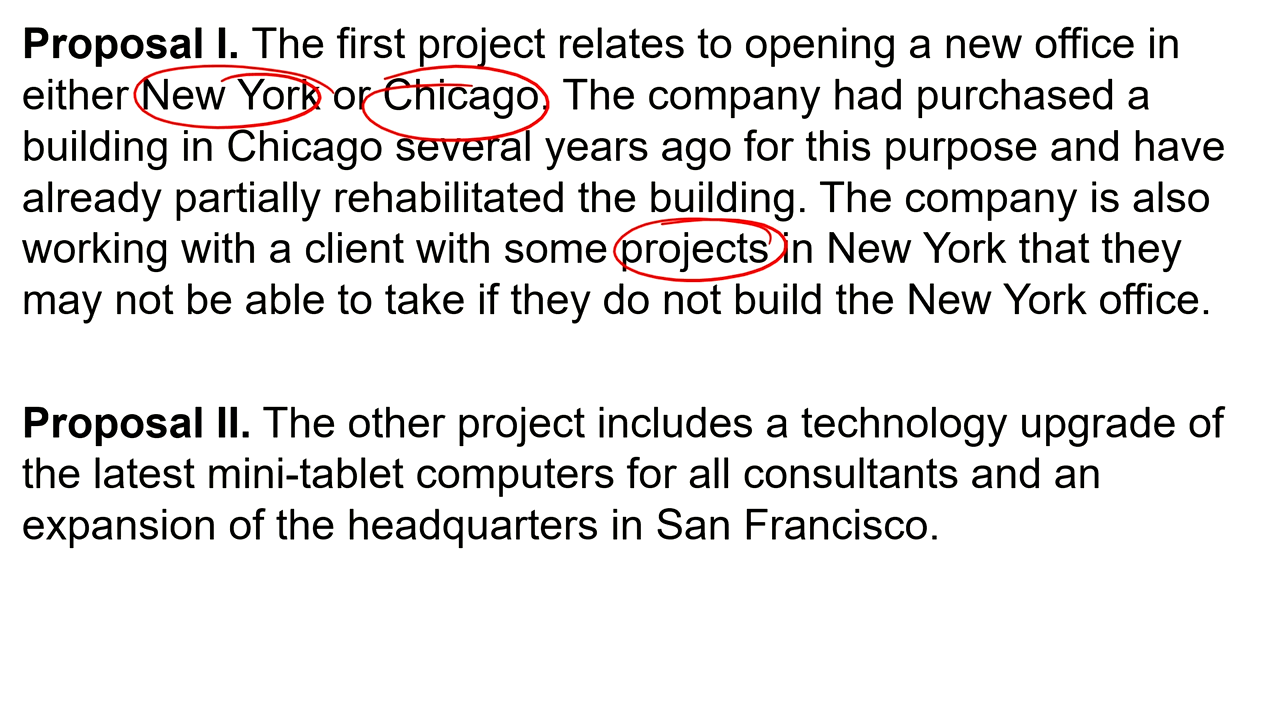 Proposal I. The first project relates to opening a new office in
either New York or Chicago. The company had purchased a
building in Chicago several years ago for this purpose and have
already partially rehabilitated the building. The company is also
working with a client with some projects in New York that they
may not be able to take if they do not build the New York office.
Proposal II. The other project includes a technology upgrade of
the latest mini-tablet computers for all consultants and an
expansion of the headquarters in San Francisco.